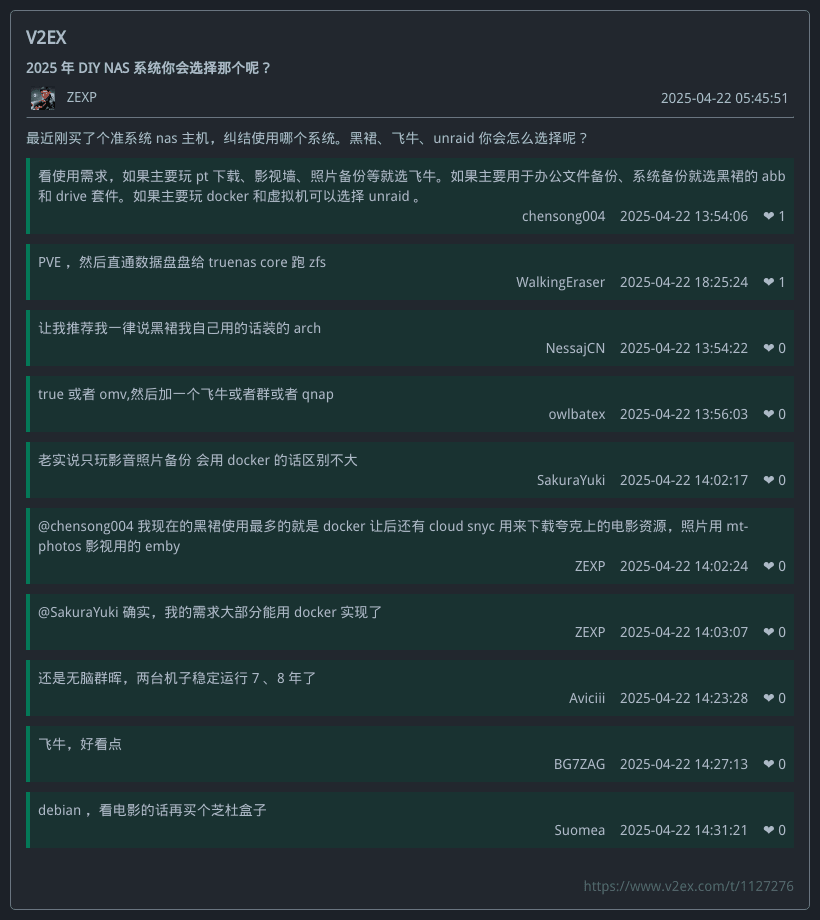 V2EX
2025 年 DIY NAS 系统你会选择那个呢？
ZEXP 2025-04-22 05:45:51
最近刚买了个准系统 nas 主机，纠结使用哪个系统。黑裙、飞牛、unraid 你会怎么选择呢？
看使用需求，如果主要玩 pt 下载、影视墙、照片备份等就选飞牛。如果主要用于办公文件备份、系统备份就选黑裙的 abb
和 drive 套件。如果主要玩 docker 和虚拟机可以选择 unraid 。
chensong004 2025-04-22 13:54:06 ❤ 1
PVE ，然后直通数据盘盘给 truenas core 跑 zfs
WalkingEraser 2025-04-22 18:25:24 ❤ 1
让我推荐我一律说黑裙我自己用的话装的 arch
NessajCN 2025-04-22 13:54:22 ❤ 0
true 或者 omv,然后加一个飞牛或者群或者 qnap
owlbatex 2025-04-22 13:56:03 ❤ 0
老实说只玩影音照片备份 会用 docker 的话区别不大
SakuraYuki 2025-04-22 14:02:17 ❤ 0
@chensong004 我现在的黑裙使用最多的就是 docker 让后还有 cloud snyc 用来下载夸克上的电影资源，照片用 mt-
photos 影视用的 emby
ZEXP 2025-04-22 14:02:24 ❤ 0
@SakuraYuki 确实，我的需求大部分能用 docker 实现了
ZEXP 2025-04-22 14:03:07 ❤ 0
还是无脑群晖，两台机子稳定运行 7 、8 年了
Aviciii 2025-04-22 14:23:28 ❤ 0
飞牛，好看点
BG7ZAG 2025-04-22 14:27:13 ❤ 0
debian ，看电影的话再买个芝杜盒子
Suomea 2025-04-22 14:31:21 ❤ 0
https://www.v2ex.com/t/1127276